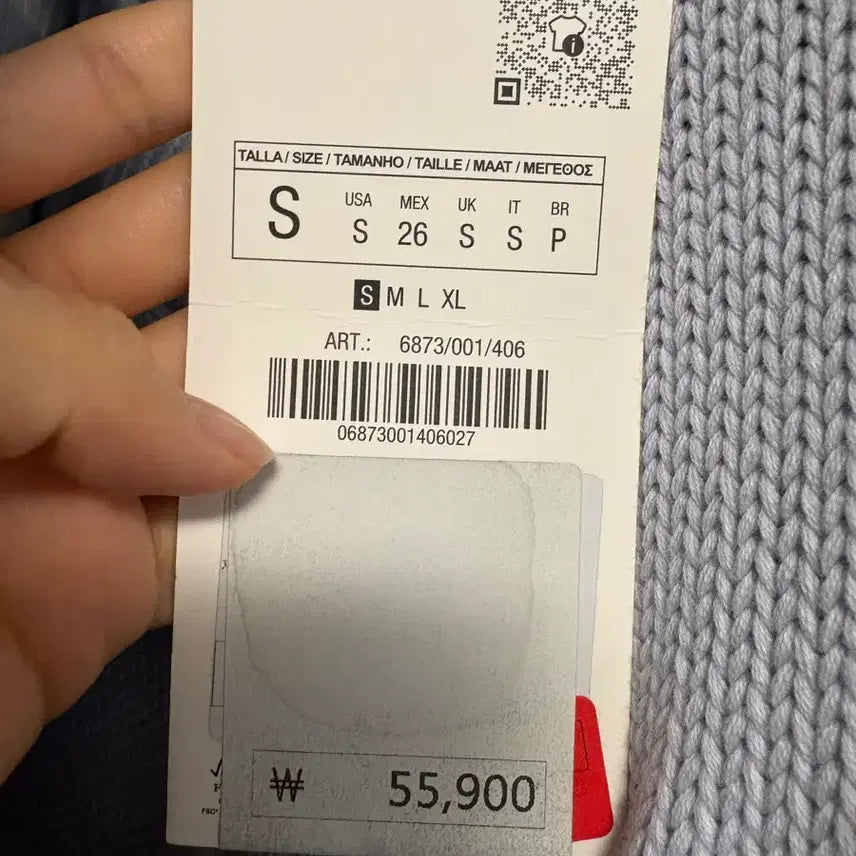 TALLA / SIZE / TAMANHO / TAILLE / MAAT / ΜΕΓΕΘΟΣ
USA MEX UK IT BR
S S 26 S S P
S M L XL
ART.: 6873/001/406
06873001406027
₩ 55,900